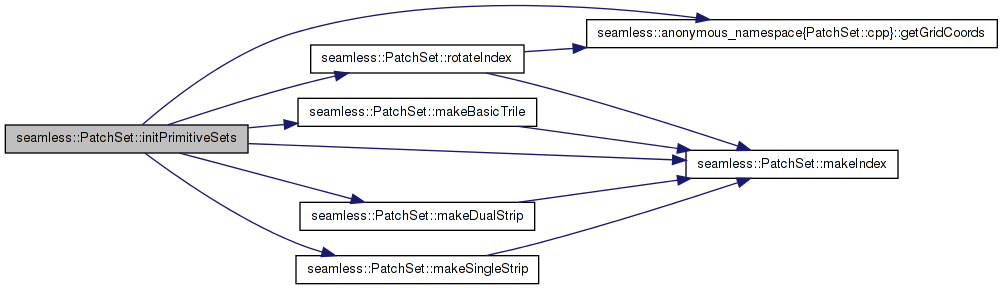 seamless::anonymous_namespace{PatchSet::cpp}::getGridCoords
seamless::PatchSet::rotateIndex
seamless::PatchSet::makeBasicTrile
seamless::PatchSet::initPrimitiveSets
seamless::PatchSet::makeIndex
seamless::PatchSet::makeDualStrip
seamless::PatchSet::makeSingleStrip